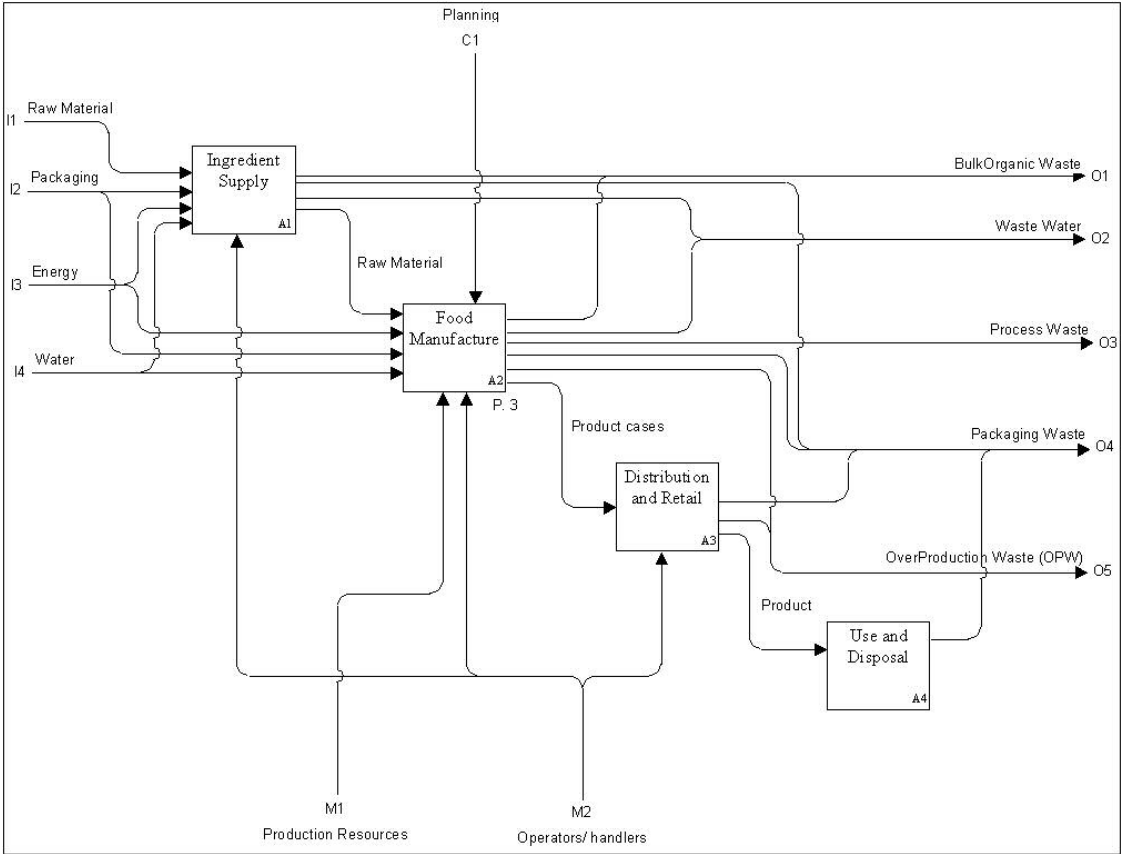 Planning
C1
Raw Material
I1
Ingredient
Supply
A1
BulkOrganic Waste
O1
Packaging
I2
Waste Water
O2
Energy
I3
Raw Material
Food
Manufacture
A2
P. 3
Process Waste
O3
Water
I4
Product cases
Packaging Waste
O4
Distribution
and Retail
A3
OverProduction Waste (OPW)
O5
Product
Use and
Disposal
A4
M1
Production Resources
M2
Operators/ handlers